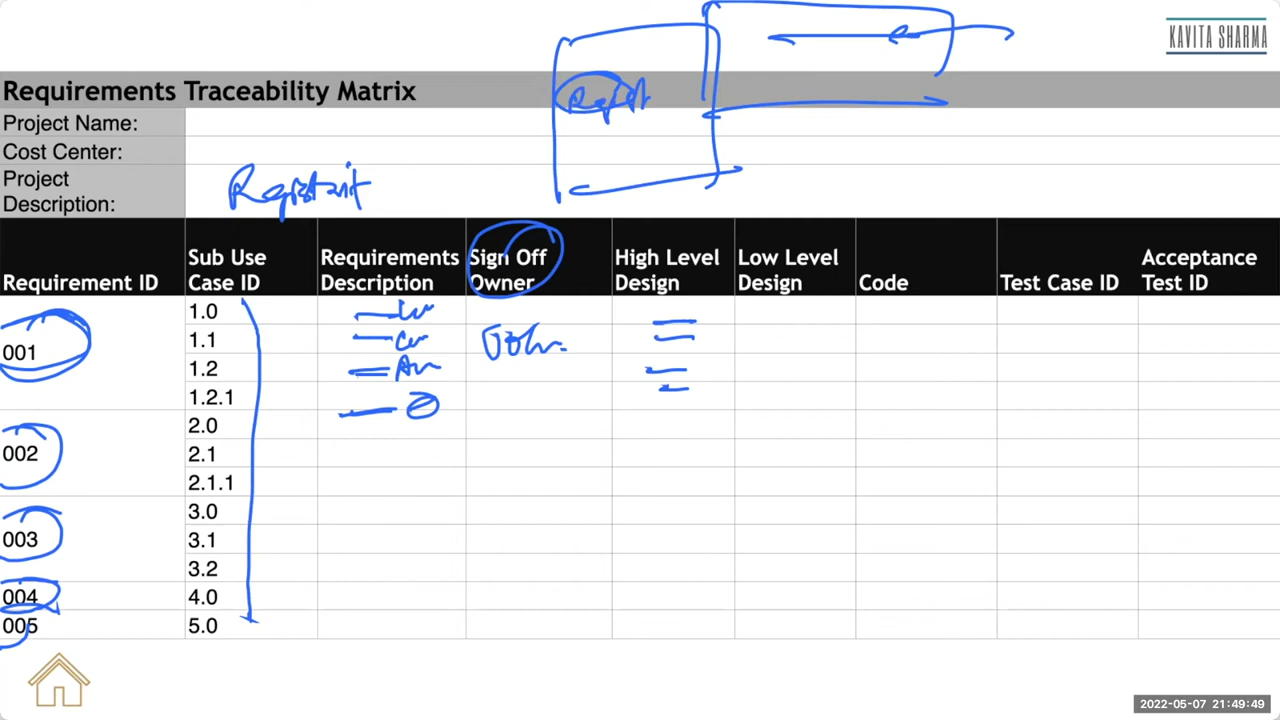 KAVITA SHARMA
Requirements Traceability Matrix
Project Name:
Cost Center:
Project
Description:
Requirement ID
Sub Use
Case ID
Requirements
Description
Sign Off
Owner
High Level
Design
Low Level
Design
Code
Test Case ID
Acceptance
Test ID
001
1.0
1.1
1.2
1.2.1
002
2.0
2.1
2.1.1
003
3.0
3.1
3.2
004
4.0
005
5.0
2022-05-07 21:49:49